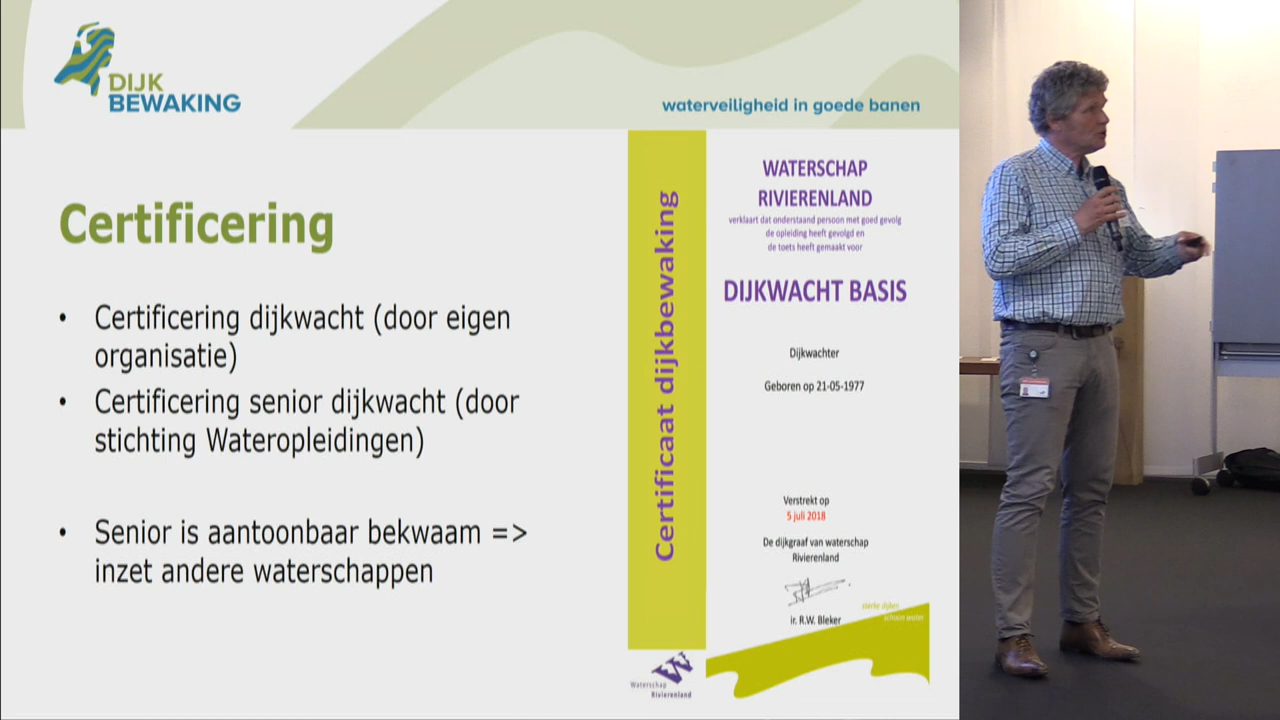 DIJK
BEWAKING
waterveiligheid in goede banen
Certificering
• Certificering dijkwacht (door eigen
organisatie)
• Certificering senior dijkwacht (door
stichting Wateropleidingen)
• Senior is aantoonbaar bekwaam =>
inzet andere waterschappen
Certificaat dijkbewaking
WATERSCHAP
RIVIERENLAND
verklaart dat onderstaand persoon met goed gevolg
de opleiding heeft gevolgd en
de toets heeft gemaakt voor
DIJKWACHT BASIS
Dijkwachter
Geboren op 21-05-1977
Verstrekt op
5 juli 2018
De dijkgraaf van waterschap
Rivierenland
ir. R.W. Bleker
sterke dijken
schoon water
Waterschap
Rivierenland